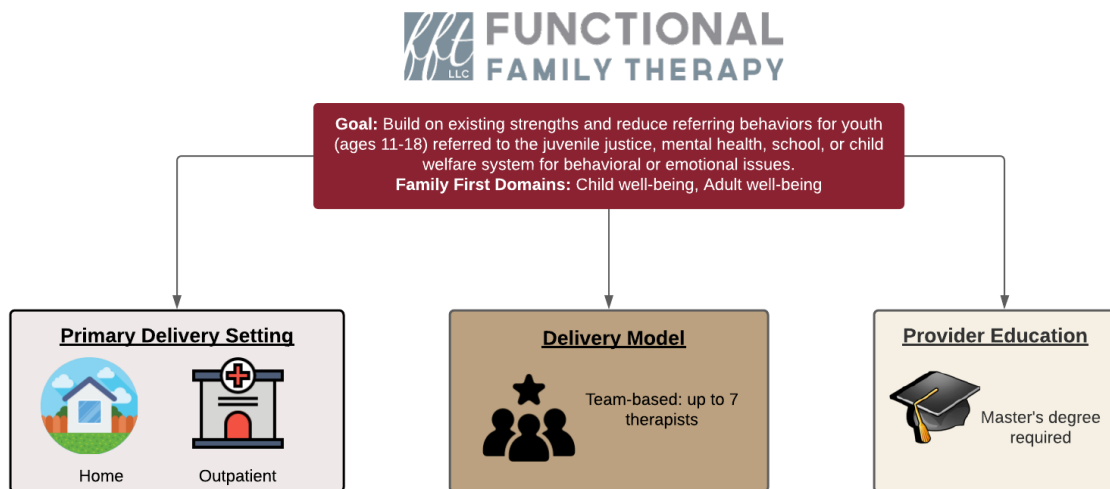 fft
LLC
FUNCTIONAL
FAMILY THERAPY
Goal: Build on existing strengths and reduce referring behaviors for youth
(ages 11-18) referred to the juvenile justice, mental health, school, or child
welfare system for behavioral or emotional issues.
Family First Domains: Child well-being, Adult well-being
Primary Delivery Setting
Home
Outpatient
Delivery Model
Team-based: up to 7
therapists
Provider Education
Master's degree
required